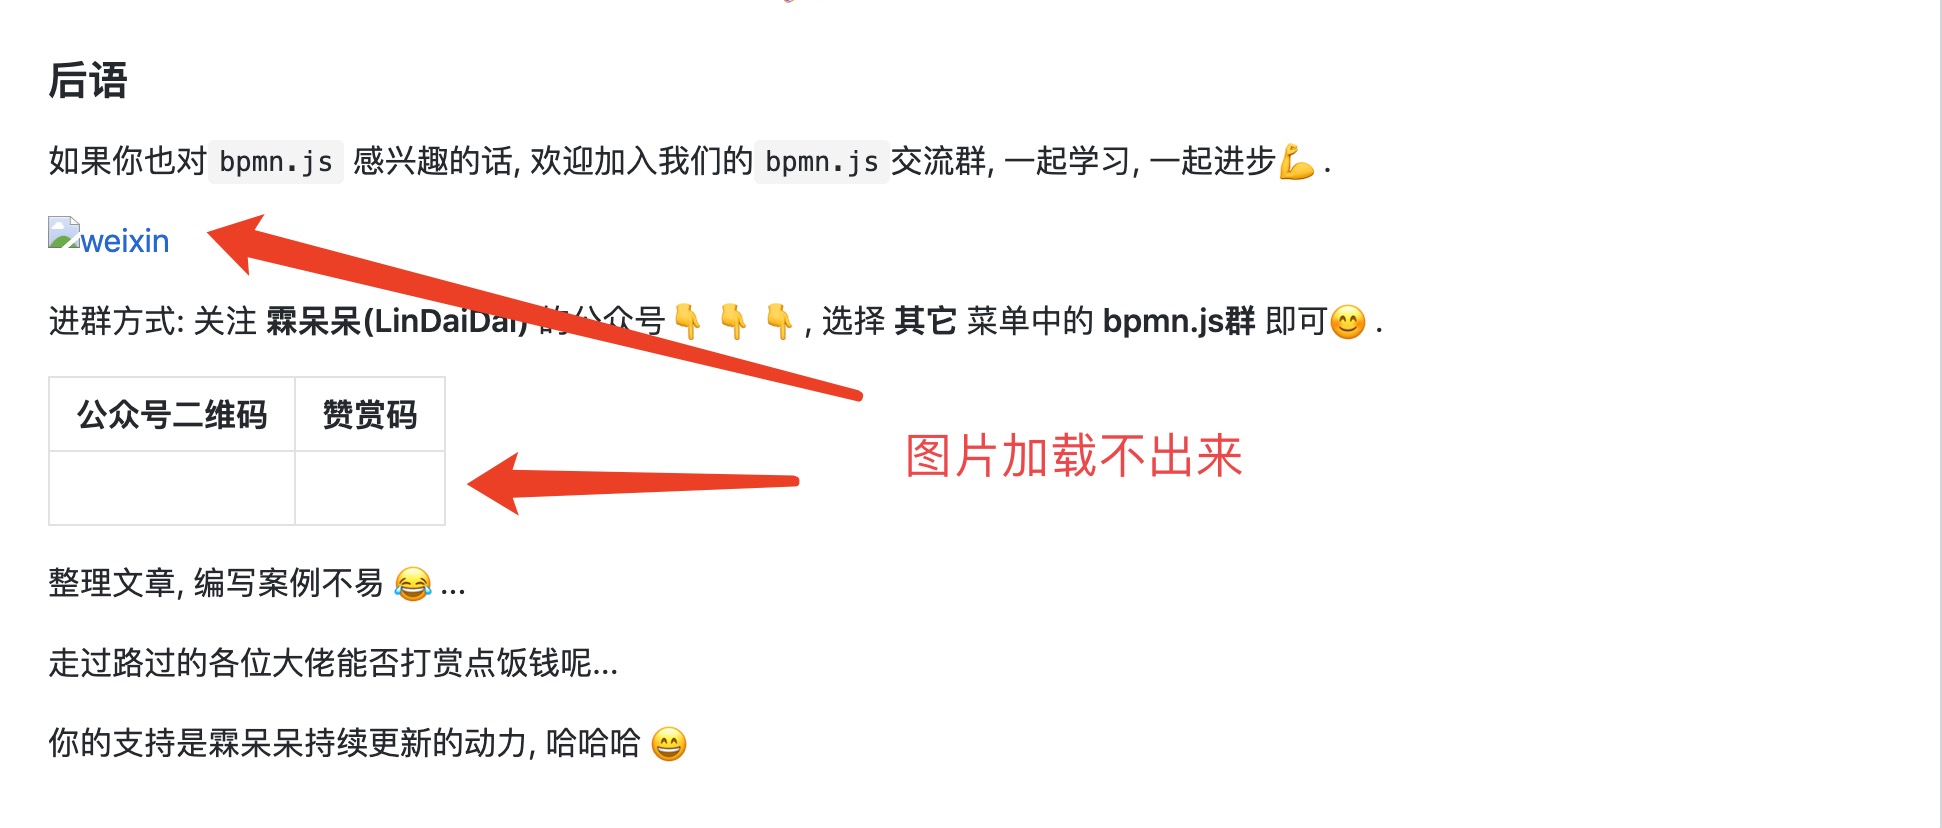 后语
如果你也对 bpmn.js 感兴趣的话, 欢迎加入我们的 bpmn.js 交流群, 一起学习, 一起进步💪 .
weixin
进群方式: 关注 霖呆呆(LinDaiDai) 的公众号👇 👇 👇 , 选择 其它 菜单中的 bpmn.js群 即可😊 .
公众号二维码 赞赏码
图片加载不出来
整理文章, 编写案例不易 😂 ...
走过路过的各位大佬能否打赏点饭钱呢...
你的支持是霖呆呆持续更新的动力, 哈哈哈 😄